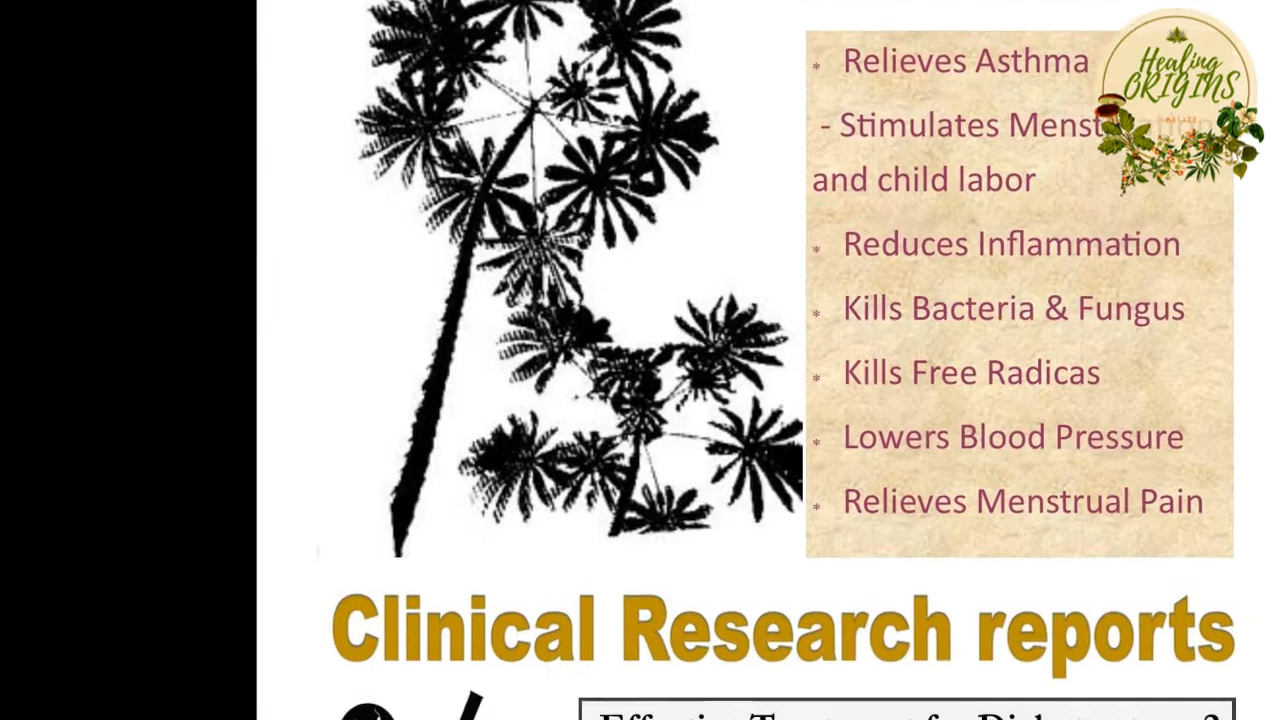 * Relieves Asthma
- Stimulates
and child labor
* Reduces Inflammation
* Kills Bacteria & Fungus
* Kills Free Radicas
* Lowers Blood Pressure
* Relieves Menstrual Pain
Healing
ORIGINS
BELIZE
Clinical Research reports